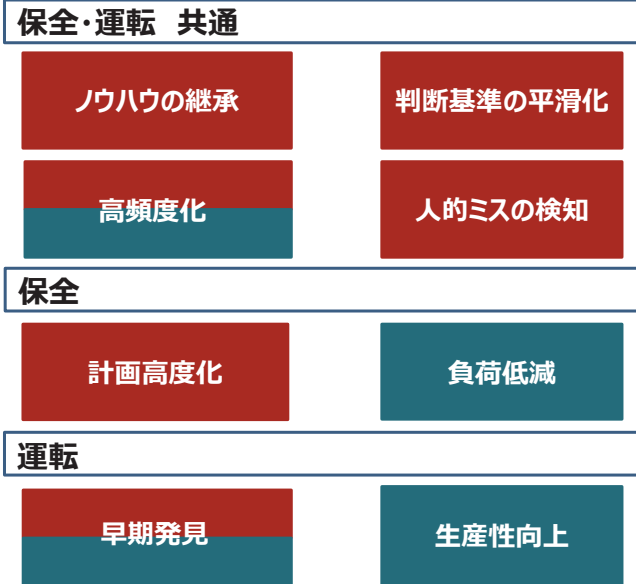 保全・運転 共通
ノウハウの継承
判断基準の平滑化
高頻度化
人的ミスの検知
保全
計画高度化
負荷低減
運転
早期発見
生産性向上